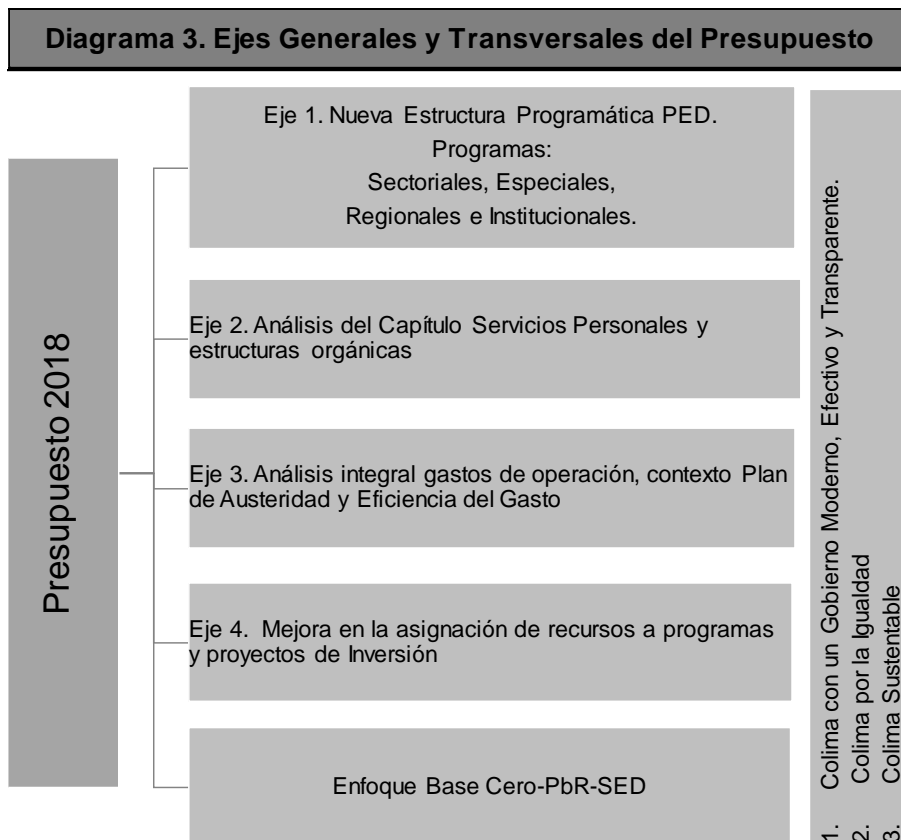 Diagrama 3. Ejes Generales y Transversales del Presupuesto
Presupuesto 2018
Eje 1. Nueva Estructura Programática PED.
Programas:
Sectoriales, Especiales,
Regionales e Institucionales.
Eje 2. Análisis del Capítulo Servicios Personales y
estructuras orgánicas
Eje 3. Análisis integral gastos de operación, contexto Plan
de Austeridad y Eficiencia del Gasto
Eje 4. Mejora en la asignación de recursos a programas
y proyectos de Inversión
Enfoque Base Cero-PbR-SED
1. Colima con un Gobierno Moderno, Efectivo y Transparente.
2. Colima por la Igualdad
3. Colima Sustentable